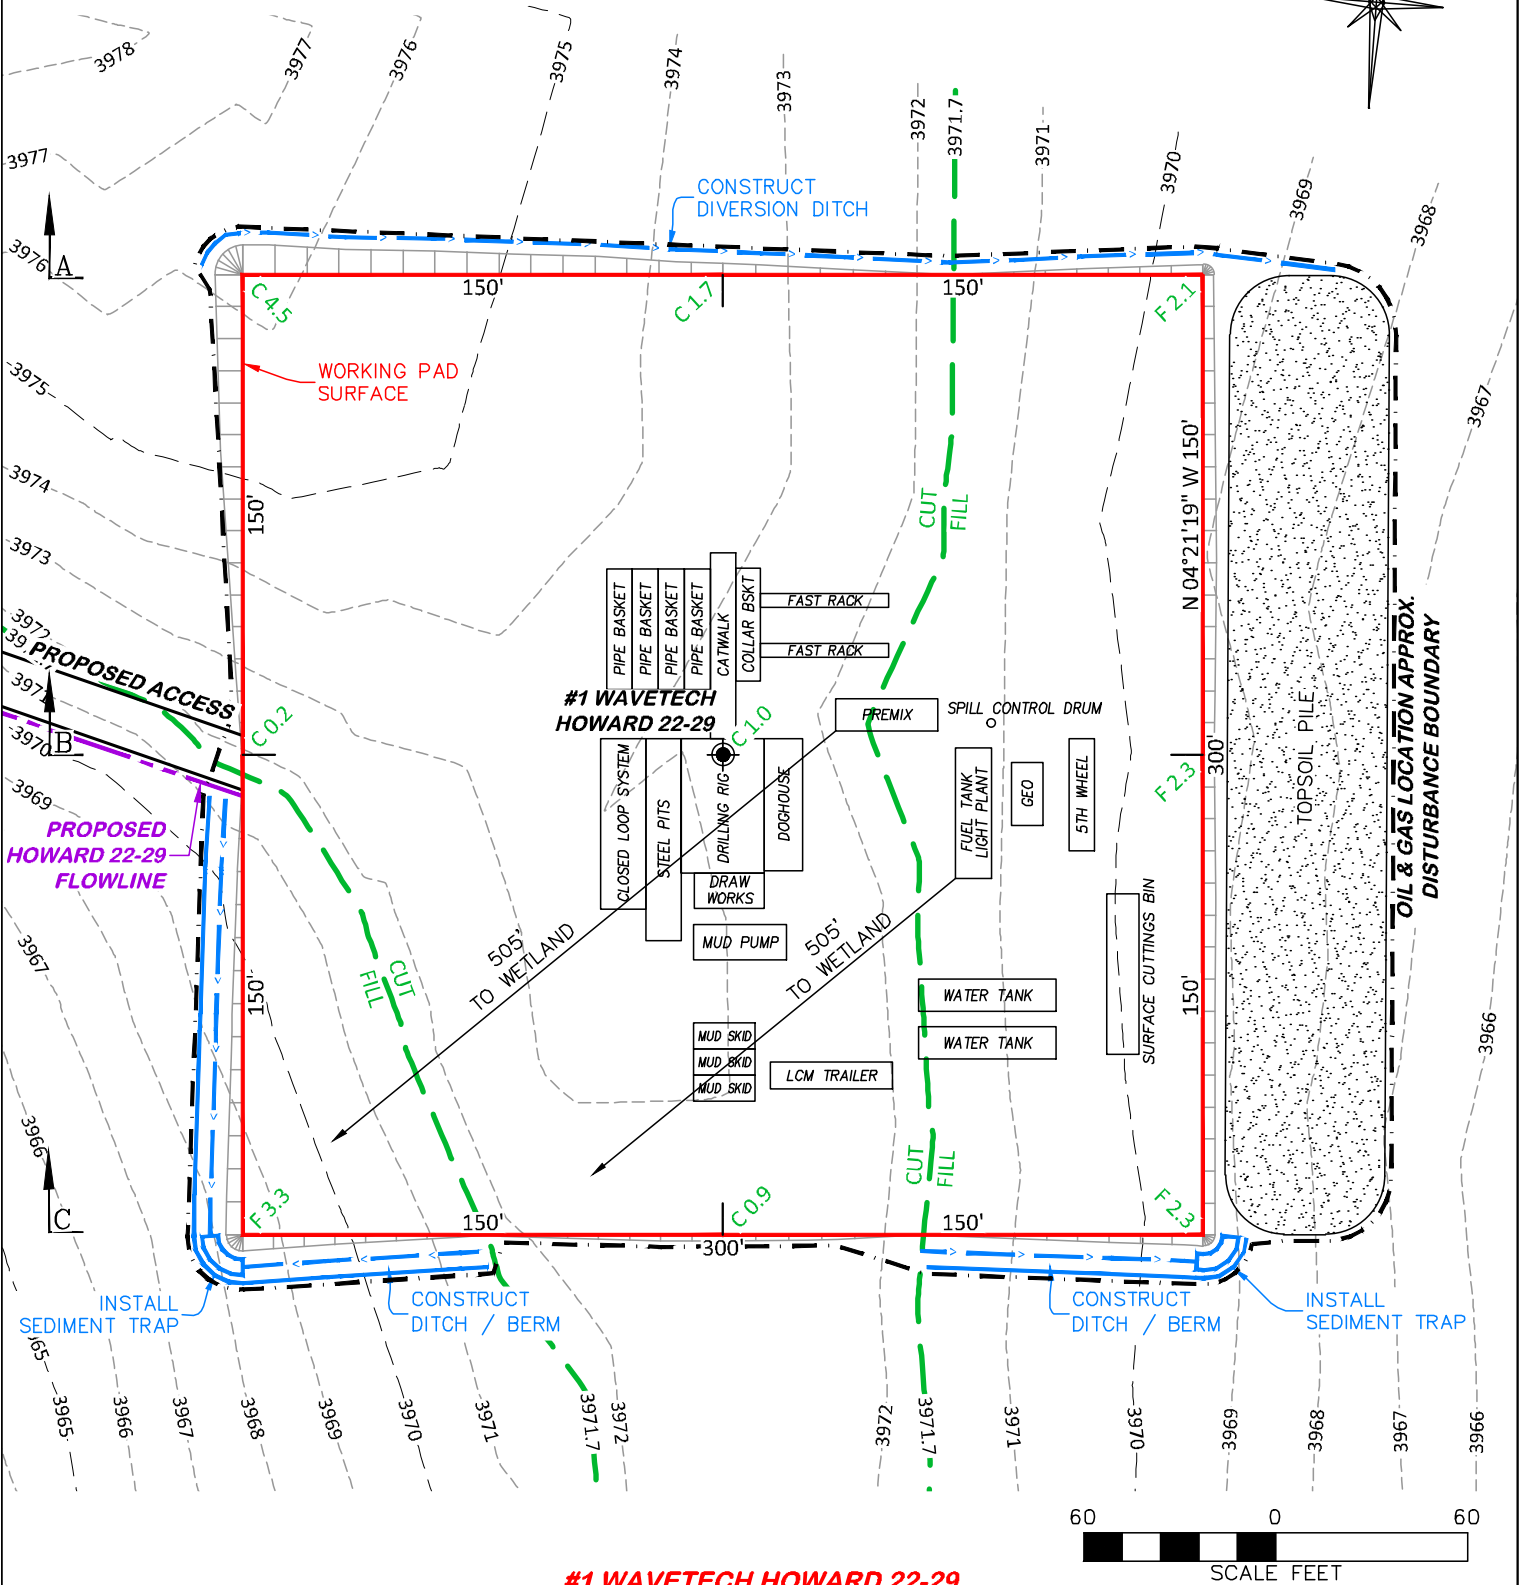 3978
3977
3976
3975
3974
3973
3972
3971.7
3971
3970
3969
3968
3977
CONSTRUCT
DIVERSION DITCH
3976
A
150'
150'
C 4.5
C 1.7
F 2.1
3975
WORKING PAD
SURFACE
3967
3974
150'
CUT
FILL
N 04°21'19" W 150'
3973
3972
3971
3970
PROPOSED ACCESS
B
PIPE BASKET
PIPE BASKET
PIPE BASKET
PIPE BASKET
CATWALK
COLLAR BSKT
FAST RACK
FAST RACK
#1 WAVETECH
HOWARD 22-29
C 0.2
C 1.0
PREMIX
SPILL CONTROL DRUM
300'
F 2.3
TOPSOIL PILE
OIL & GAS LOCATION APPROX.
DISTURBANCE BOUNDARY
3969
PROPOSED
HOWARD 22-29
FLOWLINE
CLOSED LOOP SYSTEM
STEEL PITS
DRILLING RIG
DOGHOUSE
FUEL TANK
LIGHT PLANT
GEO
5TH WHEEL
DRAW
WORKS
MUD PUMP
505'
TO WETLAND
505'
TO WETLAND
3967
CUT
FILL
150'
WATER TANK
WATER TANK
SURFACE CUTTINGS BIN
150'
3966
MUD SKID
MUD SKID
MUD SKID
LCM TRAILER
3966
C
CUT
FILL
F 3.3
150'
C 0.9
150'
F 2.3
300'
INSTALL
SEDIMENT TRAP
CONSTRUCT
DITCH / BERM
CONSTRUCT
DITCH / BERM
INSTALL
SEDIMENT TRAP
3965
3966
3967
3968
3969
3970
3971
3971.7
3972
3972
3971.7
3971
3970
3969
3968
3967
3966
60 0 60
SCALE FEET
#1 WAVETECH HOWARD 22-29